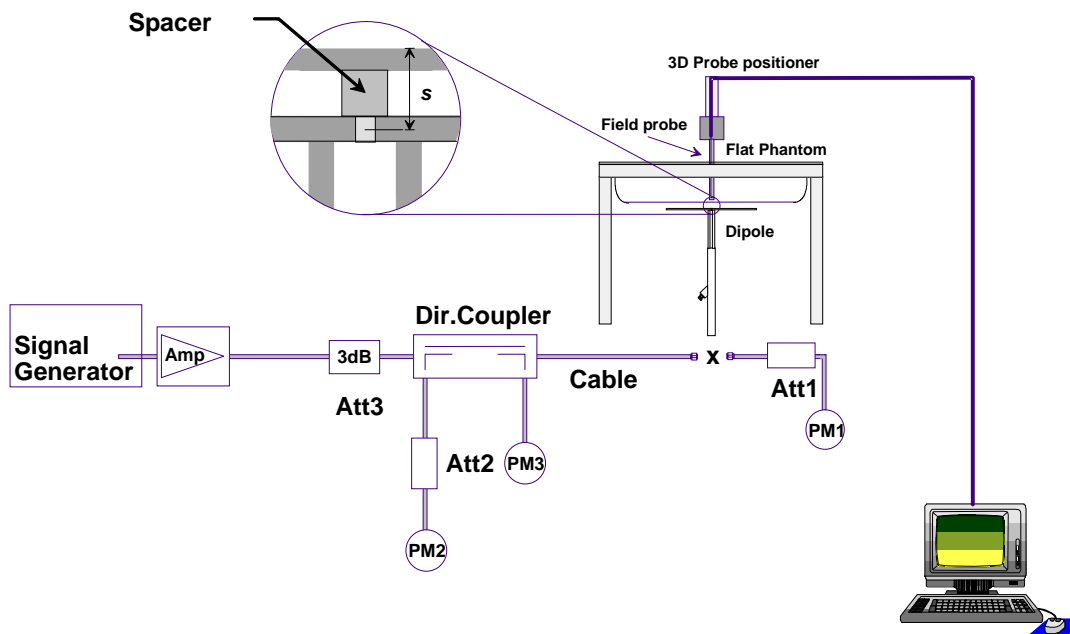 Spacer
s
3D Probe positioner
Field probe
Flat Phantom
Dipole
Signal
Generator
Amp
3dB
Att3
Dir.Coupler
Cable
x
Att1
PM1
Att2
PM3
PM2